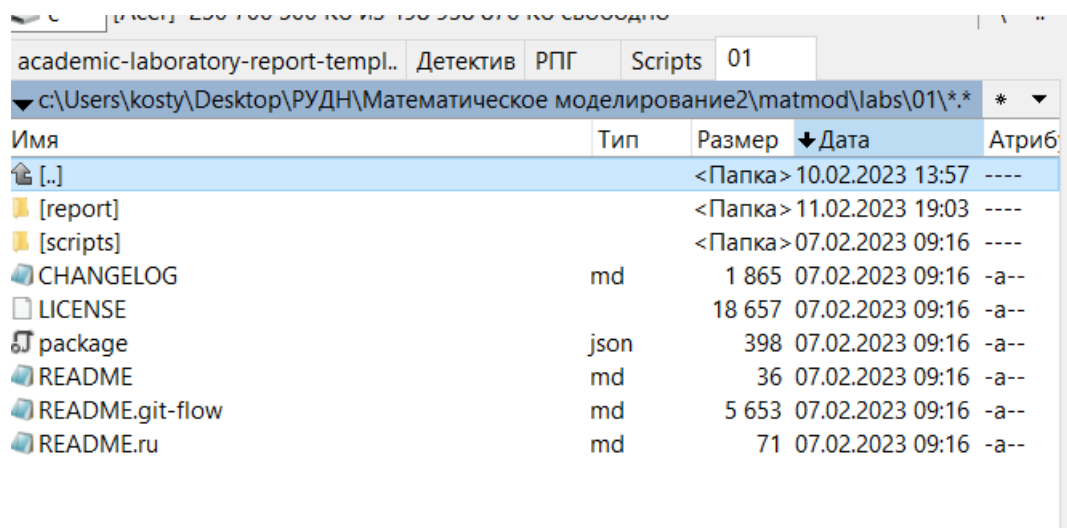 academic-laboratory-report-templ.. Детектив РПГ Scripts 01
c:\Users\kosty\Desktop\РУДН\Математическое моделирование2\matmod\labs\01\*.* * 
Имя Тип Размер Дата Атриб
[..] <Папка> 10.02.2023 13:57 ----
[report] <Папка> 11.02.2023 19:03 ----
[scripts] <Папка> 07.02.2023 09:16 ----
CHANGELOG md 1 865 07.02.2023 09:16 -a--
LICENSE 18 657 07.02.2023 09:16 -a--
package json 398 07.02.2023 09:16 -a--
README md 36 07.02.2023 09:16 -a--
README.git-flow md 5 653 07.02.2023 09:16 -a--
README.ru md 71 07.02.2023 09:16 -a--